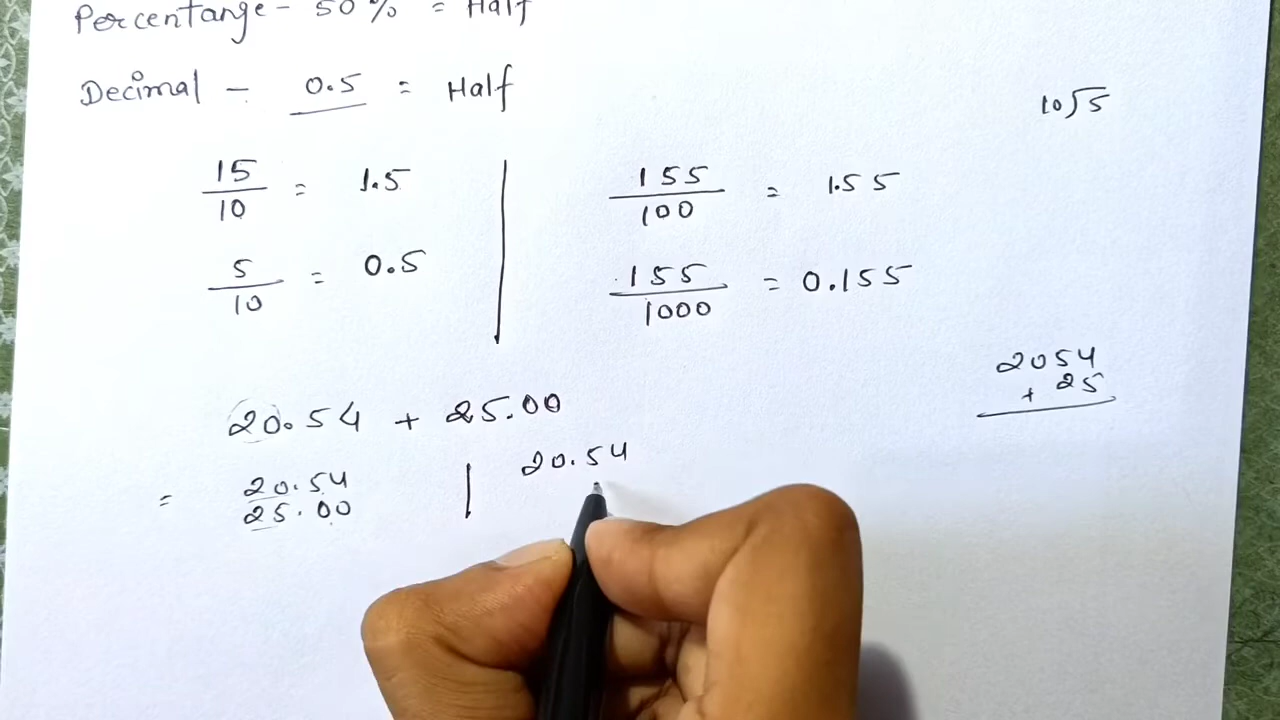 Percentange - 50% = Half
Decimal - 0.5 = Half
10√5
15/10 = 1.5
155/100 = 1.55
5/10 = 0.5
155/1000 = 0.155
2054
+ 25
20.54 + 25.00
= 20.54
25.00
20.54